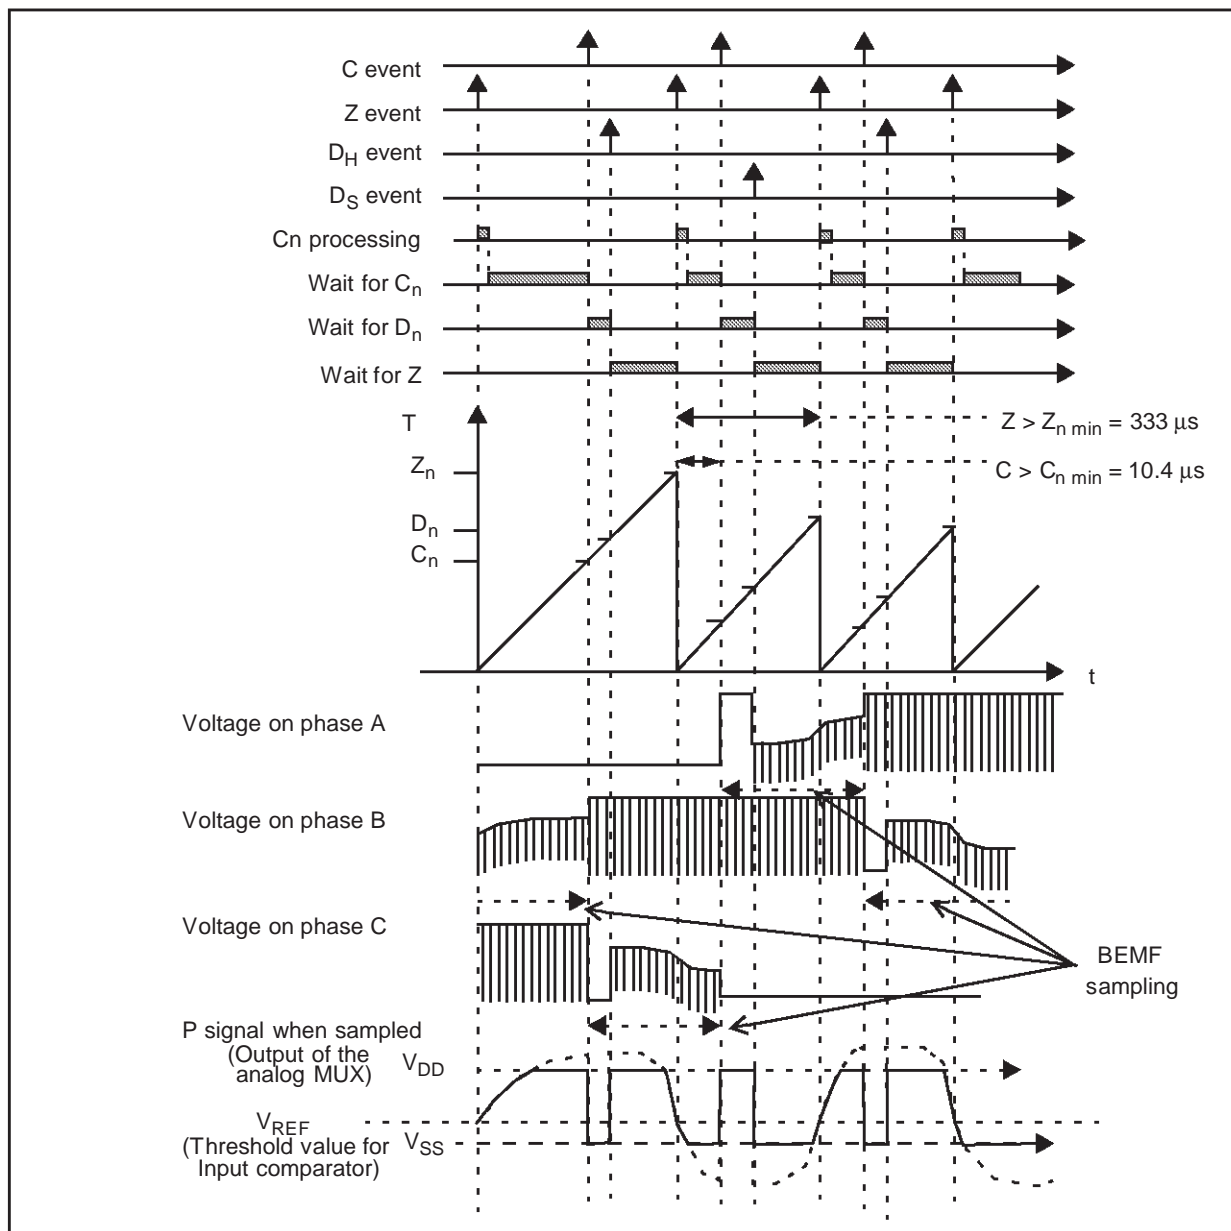 C event
Z event
D_H event
D_S event
Cn processing
Wait for C_n
Wait for D_n
Wait for Z
T
Z > Z_n min = 333 μs
Z_n
C > C_n min = 10.4 μs
D_n
C_n
t
Voltage on phase A
Voltage on phase B
Voltage on phase C
BEMF
sampling
P signal when sampled
(Output of the
analog MUX)
V_DD
V_REF
(Threshold value for
Input comparator)
V_SS